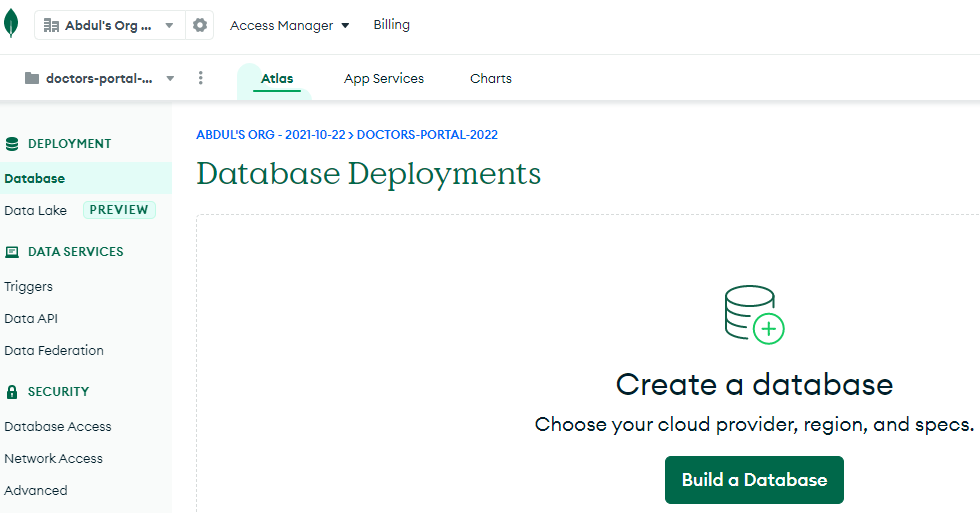 Abdul's Org ...
Access Manager
Billing
doctors-portal-...
Atlas
App Services
Charts
DEPLOYMENT
Database
Data Lake PREVIEW
DATA SERVICES
Triggers
Data API
Data Federation
SECURITY
Database Access
Network Access
Advanced
ABDUL'S ORG - 2021-10-22 > DOCTORS-PORTAL-2022
Database Deployments
Create a database
Choose your cloud provider, region, and specs.
Build a Database